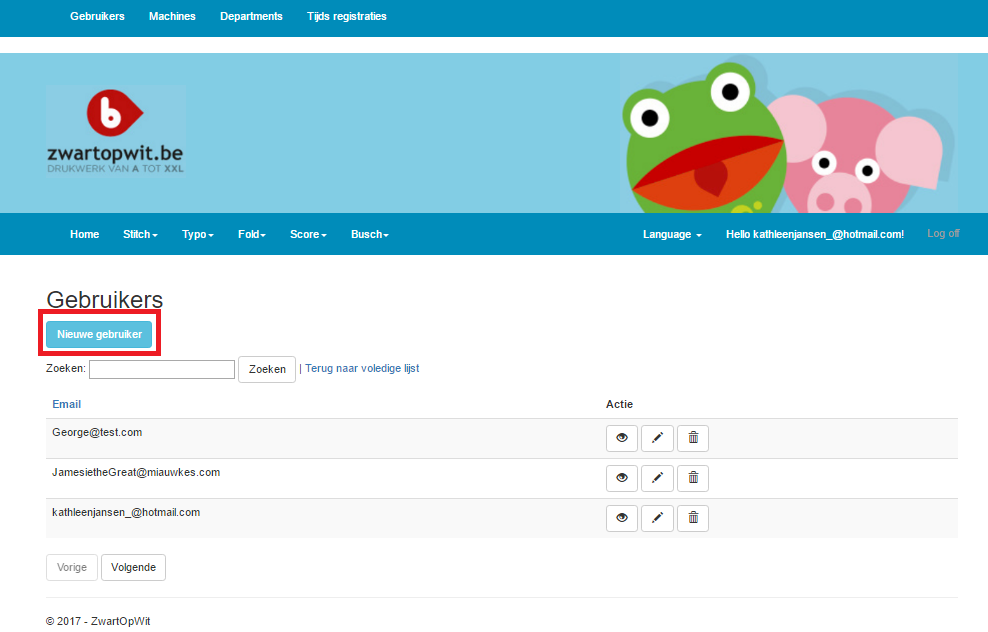 Gebruikers Machines Departments Tijds registraties
b
zwartopwit.be
DRUKWERK VAN A TOT XXL
Home Stitch Typo Fold Score Busch Language Hello kathleenjansen_@hotmail.com! Log off
Gebruikers
Nieuwe gebruiker
Zoeken: Zoeken | Terug naar voledige lijst
Email Actie
George@test.com
JamesietheGreat@miauwkes.com
kathleenjansen_@hotmail.com
Vorige Volgende
© 2017 - ZwartOpWit